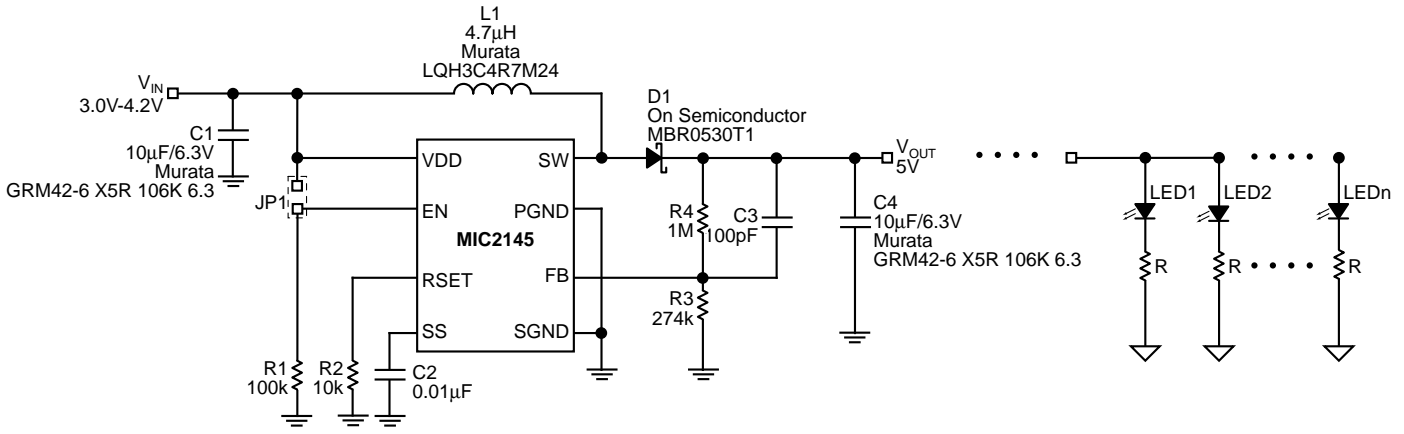 L1
4.7µH
Murata
LQH3C4R7M24
VIN
3.0V-4.2V
C1
10µF/6.3V
Murata
GRM42-6 X5R 106K 6.3
JP1
VDD
SW
EN
PGND
MIC2145
RSET
FB
SS
SGND
D1
On Semiconductor
MBR0530T1
R4
1M
C3
100pF
VOUT
5V
C4
10µF/6.3V
Murata
GRM42-6 X5R 106K 6.3
R3
274k
R1
100k
R2
10k
C2
0.01µF
LED1
LED2
LEDn
R
R
R